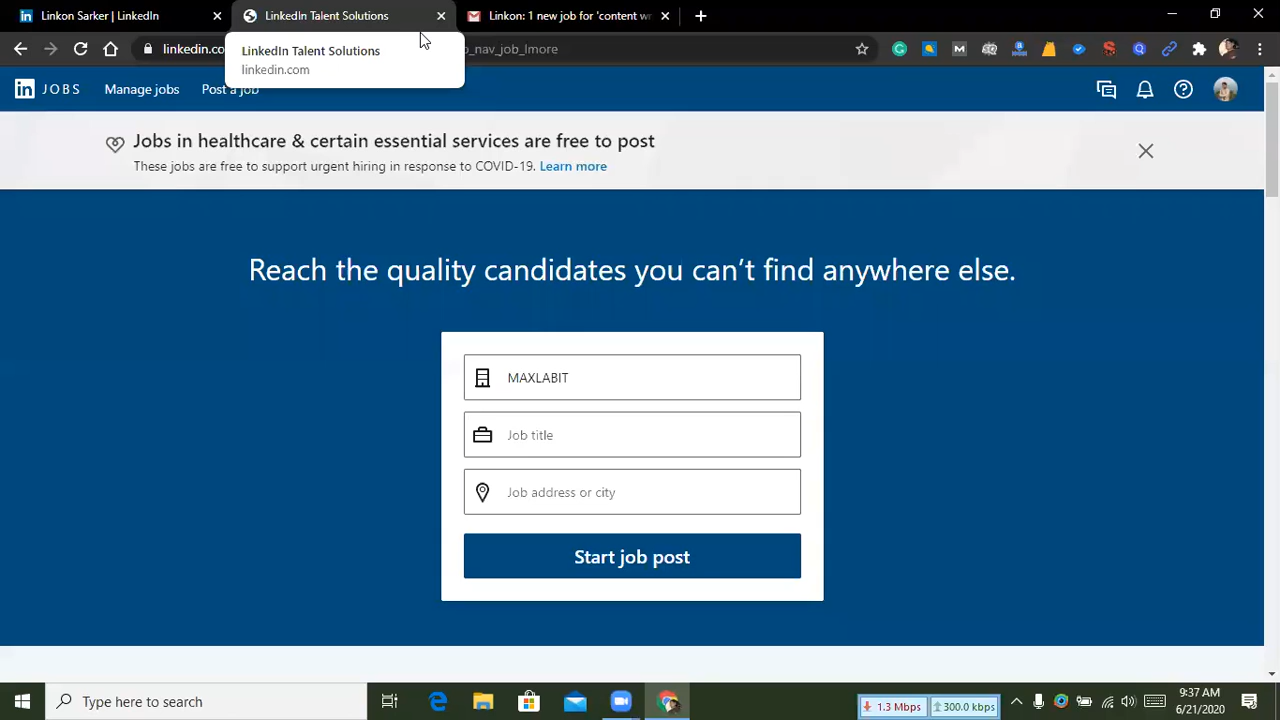 Linkon Sarker | LinkedIn
LinkedIn Talent Solutions
Linkon: 1 new job for 'content w
linkedin.co
_nav_job_lmore
LinkedIn Talent Solutions
linkedin.com
in JOBS
Manage jobs
Post a job
Jobs in healthcare & certain essential services are free to post
These jobs are free to support urgent hiring in response to COVID-19. Learn more
Reach the quality candidates you can't find anywhere else.
MAXLABIT
Job title
Job address or city
Start job post
Type here to search
1.3 Mbps
300.0 kbps
9:37 AM
6/21/2020